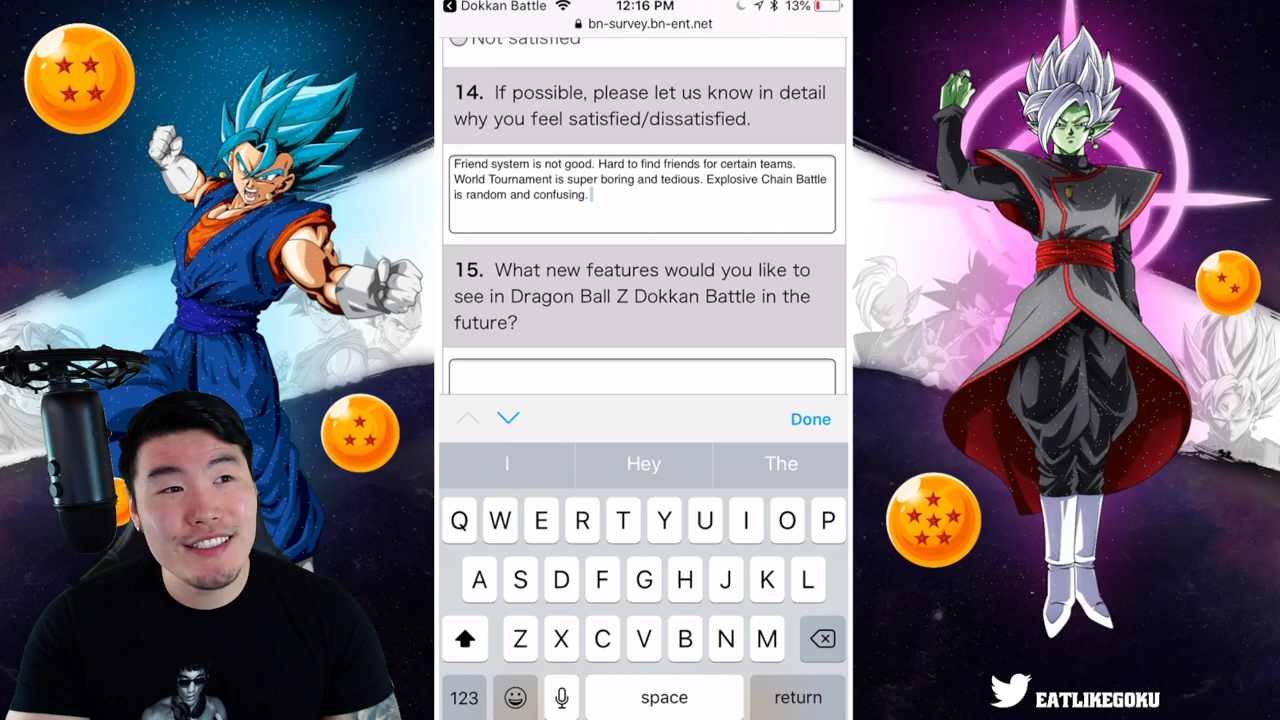 Dokkan Battle 12:16 PM 13%
bn-survey.bn-ent.net
Not satisfied
14. If possible, please let us know in detail
why you feel satisfied/dissatisfied.
Friend system is not good. Hard to find friends for certain teams.
World Tournament is super boring and tedious. Explosive Chain Battle
is random and confusing.
15. What new features would you like to
see in Dragon Ball Z Dokkan Battle in the
future?
Done
I Hey The
Q W E R T Y U I O P
A S D F G H J K L
Z X C V B N M
123 space return
EATLIKEGOKU